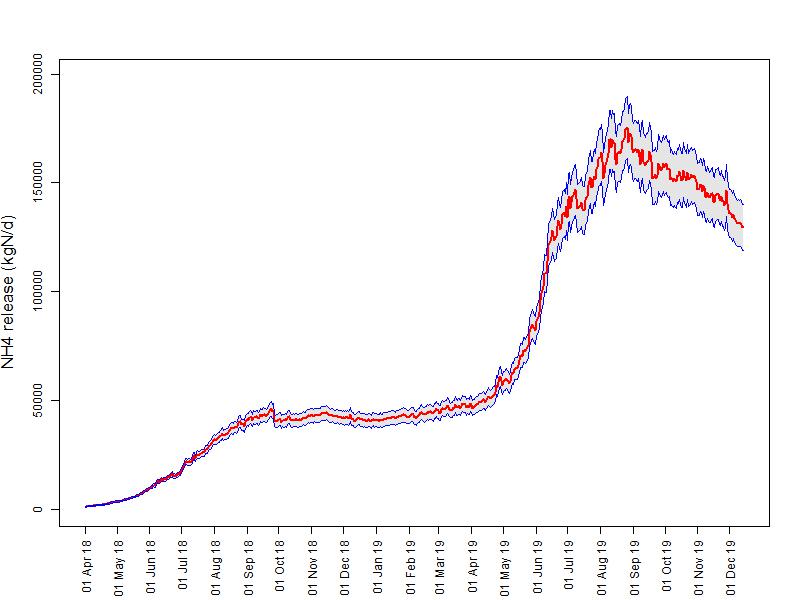 NH4 release (kgN/d)
200000
150000
100000
50000
0
01 Apr 18
01 May 18
01 Jun 18
01 Jul 18
01 Aug 18
01 Sep 18
01 Oct 18
01 Nov 18
01 Dec 18
01 Jan 19
01 Feb 19
01 Mar 19
01 Apr 19
01 May 19
01 Jun 19
01 Jul 19
01 Aug 19
01 Sep 19
01 Oct 19
01 Nov 19
01 Dec 19